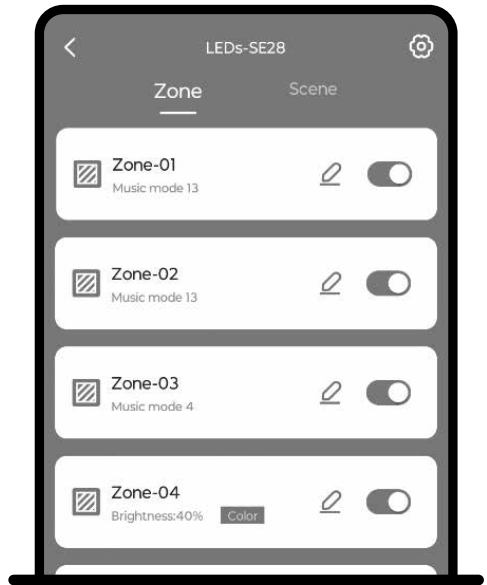 LEDs-SE28
Zone Scene
Zone-01
Music mode 13
Zone-02
Music mode 13
Zone-03
Music mode 4
Zone-04
Brightness:40% Color